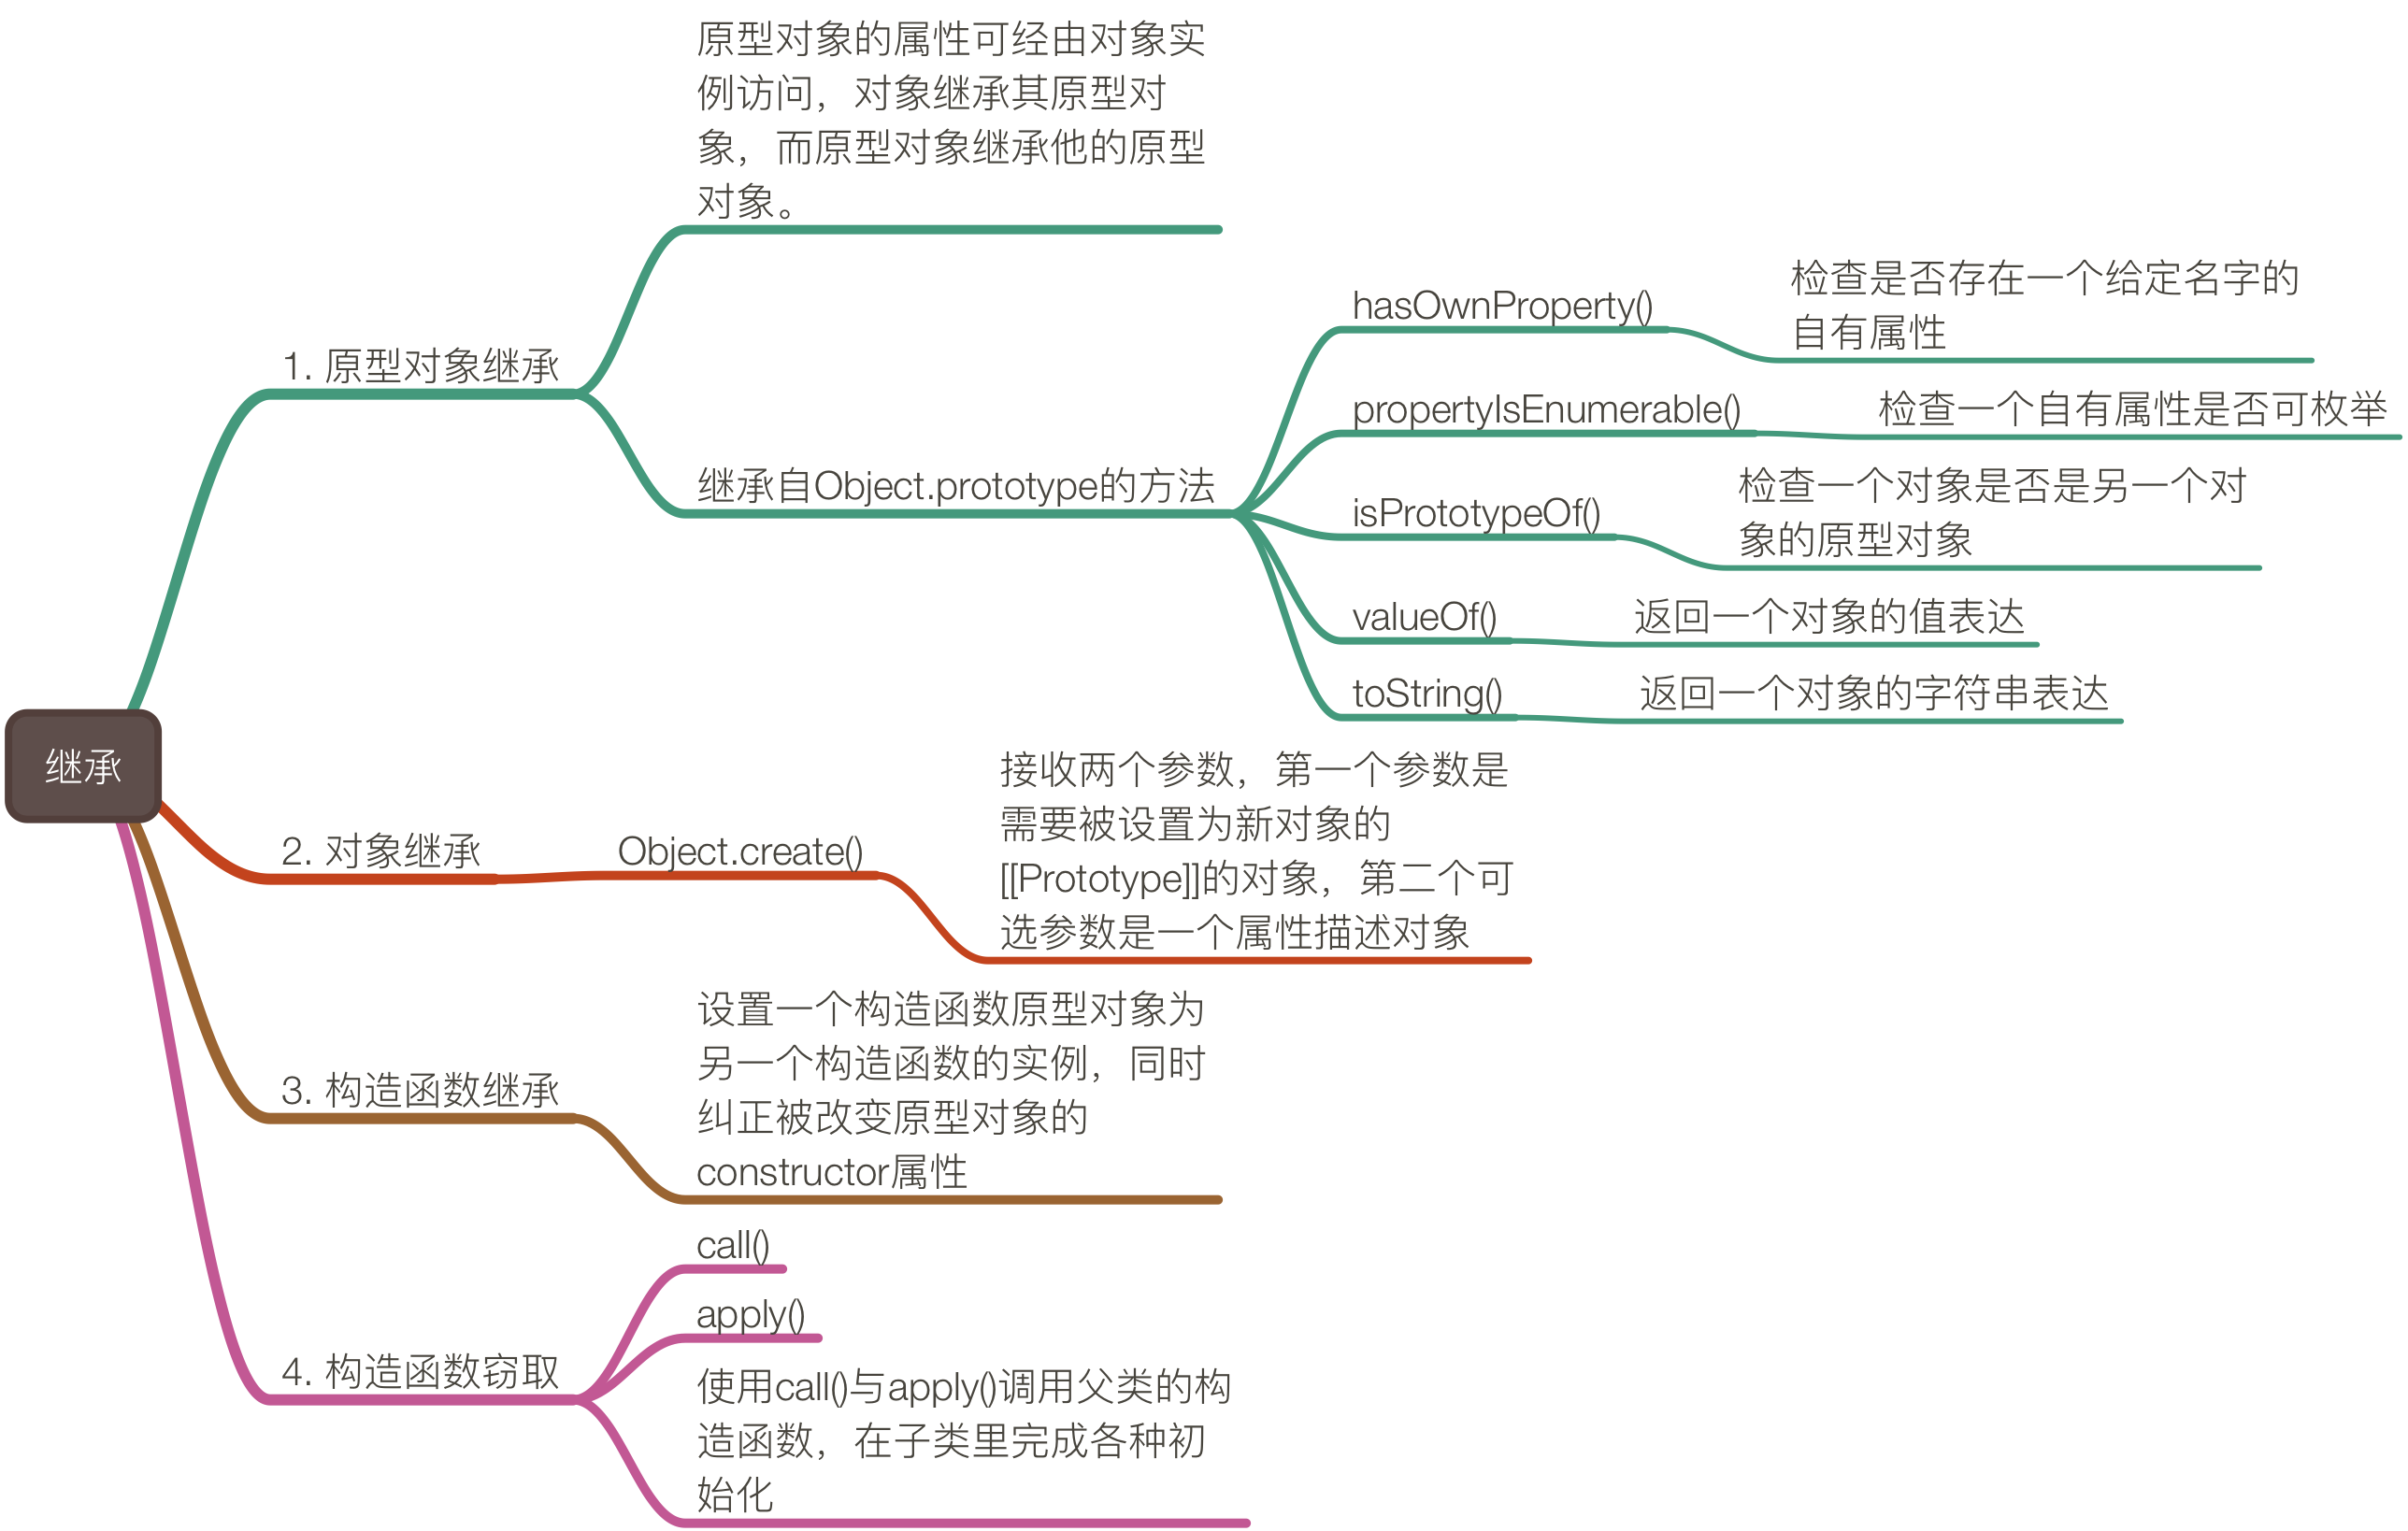 继承
1. 原型对象继承
原型对象的属性可经由对象实
例访问，对象继承其原型对
象，而原型对象继承他的原型
对象。
继承自Object.prototype的方法
hasOwnProperty()
检查是否存在一个给定名字的
自有属性
propertyIsEnumerable()
检查一个自有属性是否可枚举
isPrototypeOf()
检查一个对象是否是另一个对
象的原型对象
valueOf()
返回一个对象的值表达
toString()
返回一个对象的字符串表达
2. 对象继承
Object.create()
接收两个参数，第一个参数是
需要被设置为新对象的
[[Prototype]]的对象，第二个可
选参数是一个属性描述对象
3. 构造函数继承
设置一个构造函数原型对象为
另一个构造函数的实例，同时
纠正被改变原型对象的
constructor属性
4. 构造函数窃取
call()
apply()
使用call()与apply()调用父类的构
造函数，在子类里完成各种初
始化